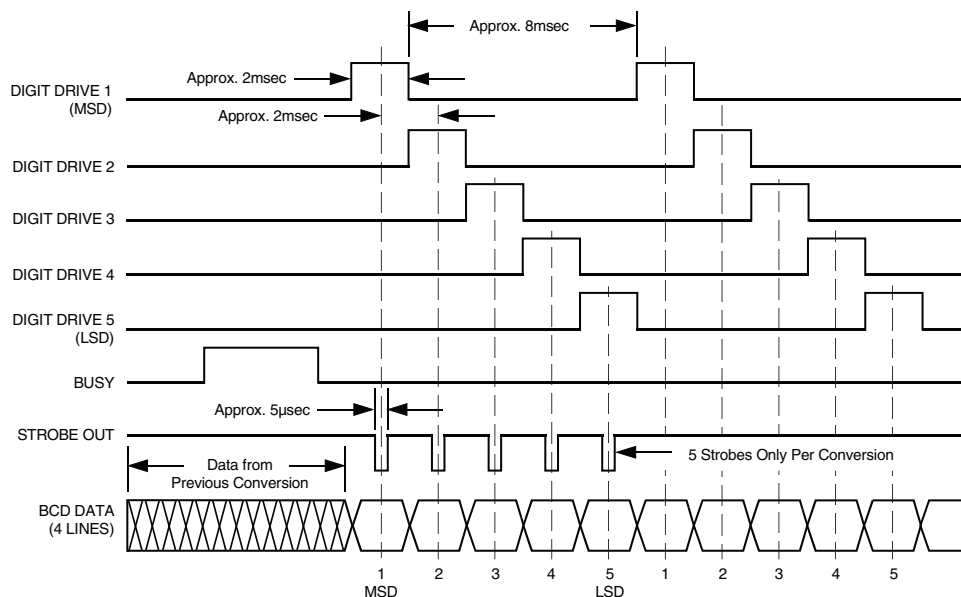 Approx. 8msec
Approx. 2msec
DIGIT DRIVE 1
(MSD)
Approx. 2msec
DIGIT DRIVE 2
DIGIT DRIVE 3
DIGIT DRIVE 4
DIGIT DRIVE 5
(LSD)
BUSY
Approx. 5μsec
STROBE OUT
5 Strobes Only Per Conversion
Data from
Previous Conversion
BCD DATA
(4 LINES)
1 2 3 4 5 1 2 3 4 5
MSD LSD